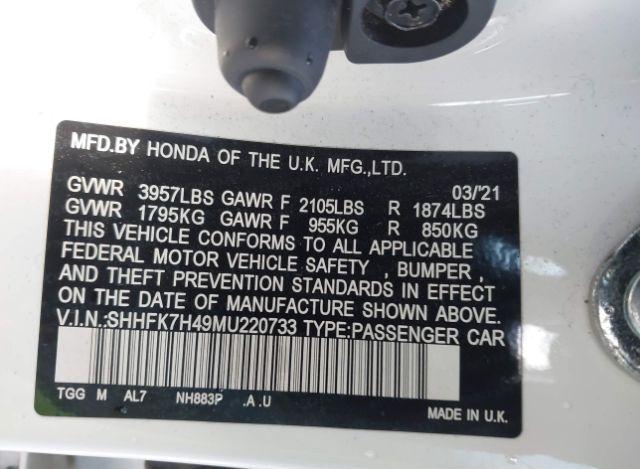 MFD.BY HONDA OF THE U.K. MFG.,LTD.
03/'21
GVWR 3957LBS GAWR F 2105LBS R 1874LBS
GVWR 1795KG GAWR F 955KG R 850KG
THIS VEHICLE CONFORMS TO ALL APPLICABLE
FEDERAL MOTOR VEHICLE SAFETY , BUMPER ,
AND THEFT PREVENTION STANDARDS IN EFFECT
ON THE DATE OF MANUFACTURE SHOWN ABOVE.
V.I.N.:SHHFK7H49MU220733 TYPE:PASSENGER CAR
TGG M AL7 NH883P .A .U
MADE IN U.K.